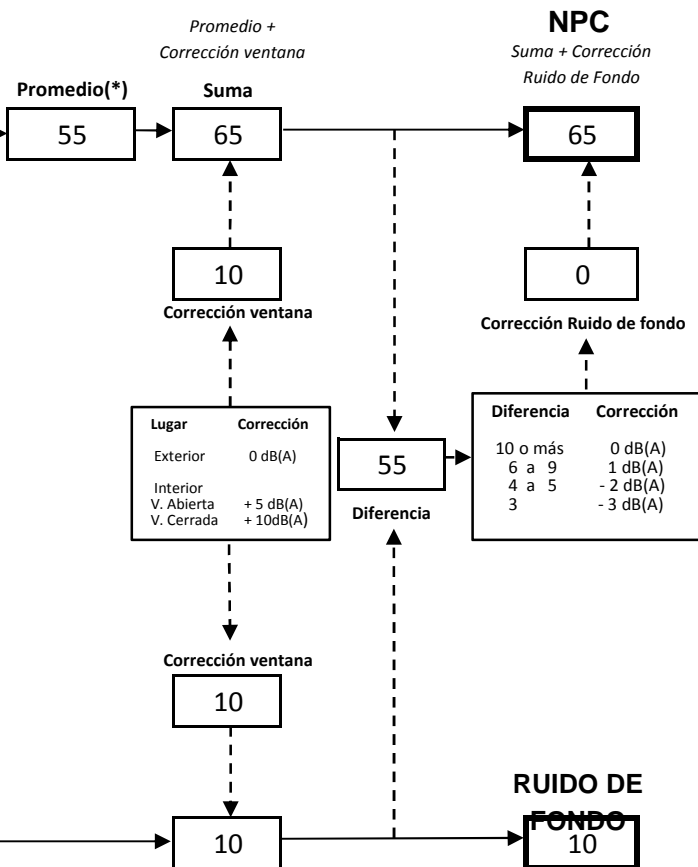 Promedio +
Corrección ventana
NPC
Suma + Corrección
Ruido de Fondo
Promedio(*)
Suma
55
65
65
10
0
Corrección ventana
Corrección Ruido de fondo
Lugar Corrección
Exterior 0 dB(A)
Interior
V. Abierta + 5 dB(A)
V. Cerrada + 10dB(A)
55
Diferencia
Diferencia Corrección
10 o más 0 dB(A)
6 a 9 1 dB(A)
4 a 5 - 2 dB(A)
3 - 3 dB(A)
Corrección ventana
10
RUIDO DE
FONDO
10
10